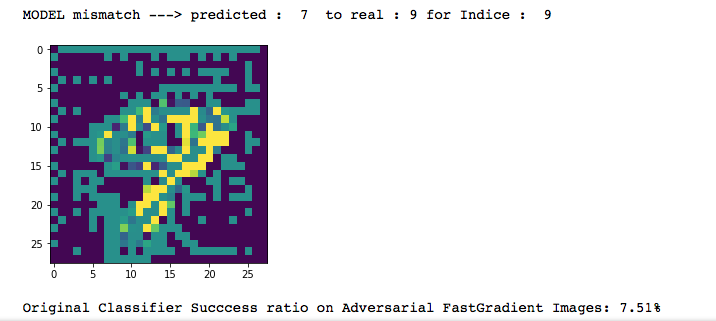 MODEL mismatch ---> predicted :  7  to real : 9 for Indice :  9
0
5
10
15
20
25
0 5 10 15 20 25
Original Classifier Succcess ratio on Adversarial FastGradient Images: 7.51%